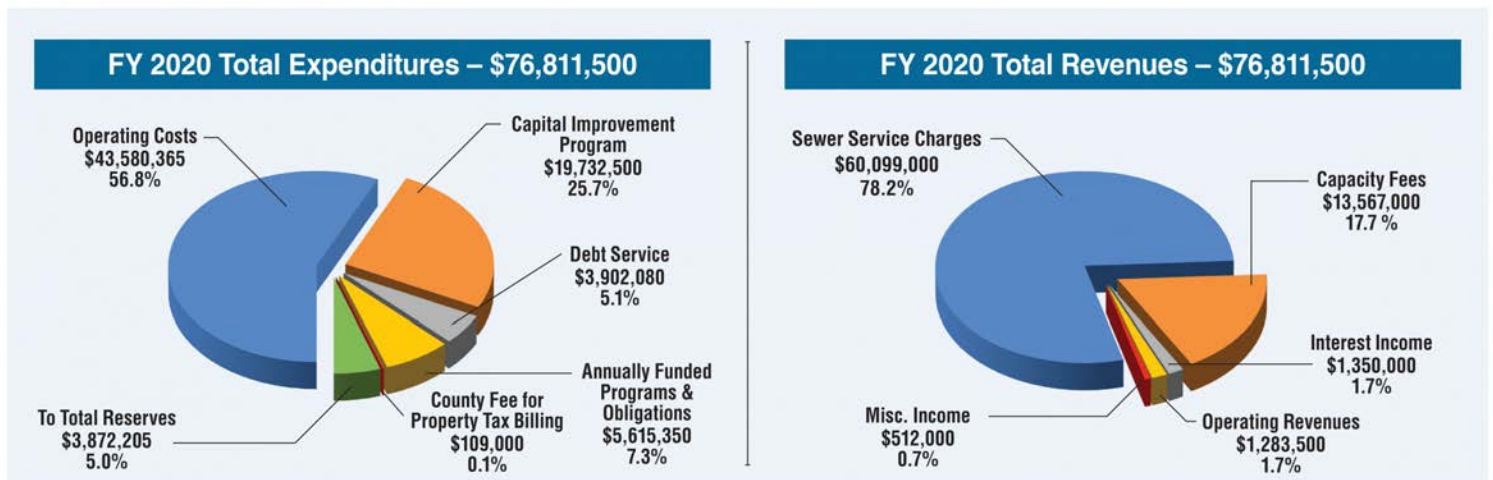 FY 2020 Total Expenditures – $76,811,500
Operating Costs
$43,580,365
56.8%
Capital Improvement
Program
$19,732,500
25.7%
Debt Service
$3,902,080
5.1%
Annually Funded
Programs &
Obligations
$5,615,350
7.3%
County Fee for
Property Tax Billing
$109,000
0.1%
To Total Reserves
$3,872,205
5.0%
FY 2020 Total Revenues – $76,811,500
Sewer Service Charges
$60,099,000
78.2%
Capacity Fees
$13,567,000
17.7 %
Interest Income
$1,350,000
1.7%
Operating Revenues
$1,283,500
1.7%
Misc. Income
$512,000
0.7%